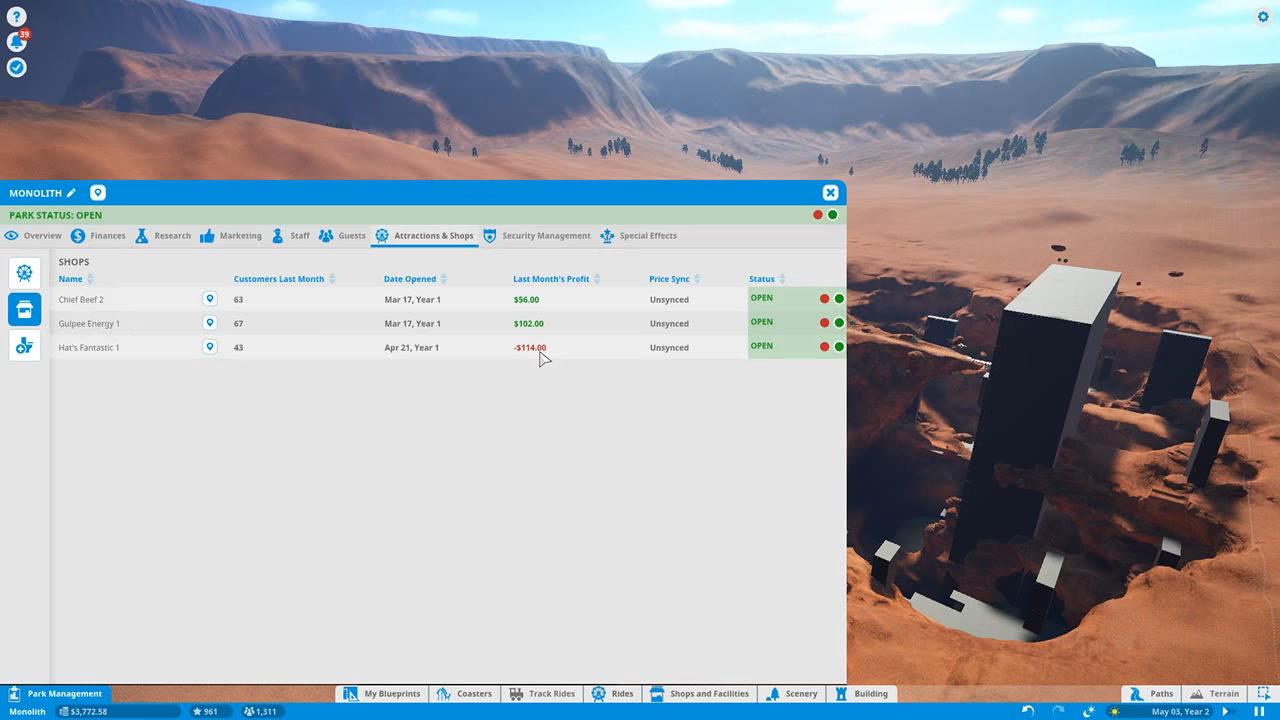 ?
39
MONOLITH
PARK STATUS: OPEN
Overview Finances Research Marketing Staff Guests Attractions & Shops Security Management Special Effects
SHOPS
Name Customers Last Month Date Opened Last Month's Profit Price Sync Status
Chief Beef 2 63 Mar 17, Year 1 $56.00 Unsynced OPEN
Gulpee Energy 1 67 Mar 17, Year 1 $102.00 Unsynced OPEN
Hat's Fantastic 1 43 Apr 21, Year 1 -$114.00 Unsynced OPEN
Park Management My Blueprints Coasters Track Rides Rides Shops and Facilities Scenery Building Paths Terrain
Monolith $3,772.58 961 1,311 May 03, Year 2